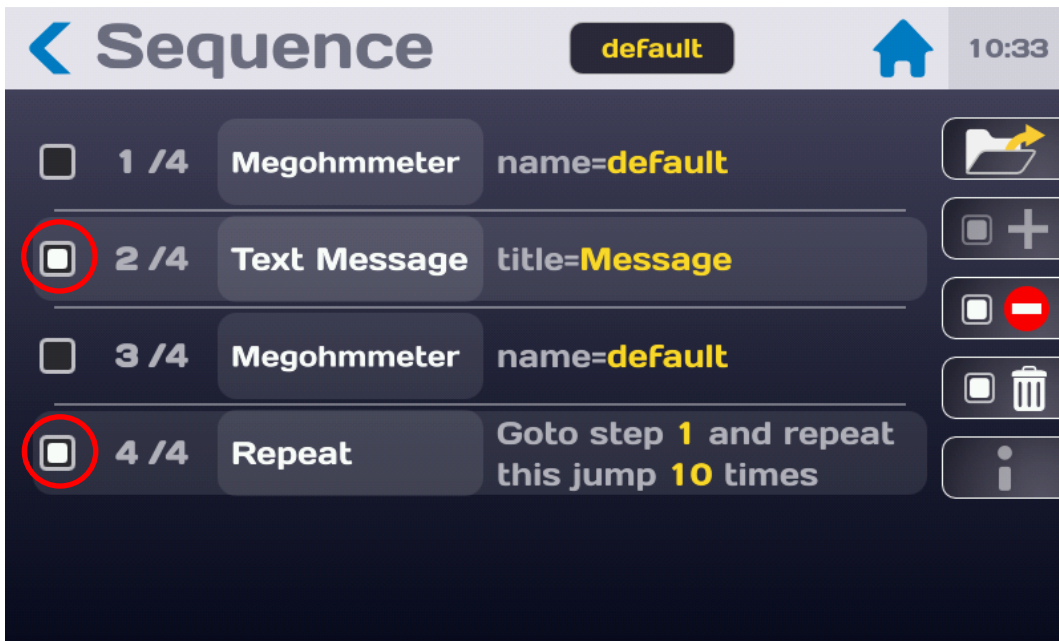 Sequence default 10:33
1 /4 Megohmmeter name=default
2 /4 Text Message title=Message
3 /4 Megohmmeter name=default
4 /4 Repeat Goto step 1 and repeat
this jump 10 times